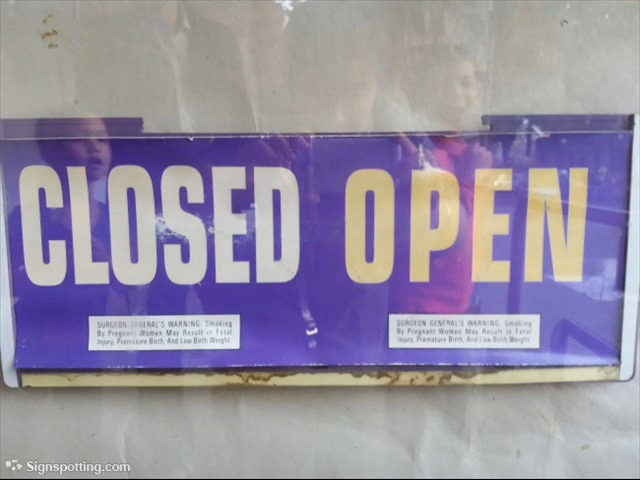 CLOSED OPEN
SURGEON GENERAL'S WARNING: Smoking
By Pregnant Women May Result in Fetal
Injury, Premature Birth, And Low Birth Weight.
SURGEON GENERAL'S WARNING: Smoking
By Pregnant Women May Result in Fetal
Injury, Premature Birth, And Low Birth Weight.
Signspotting.com